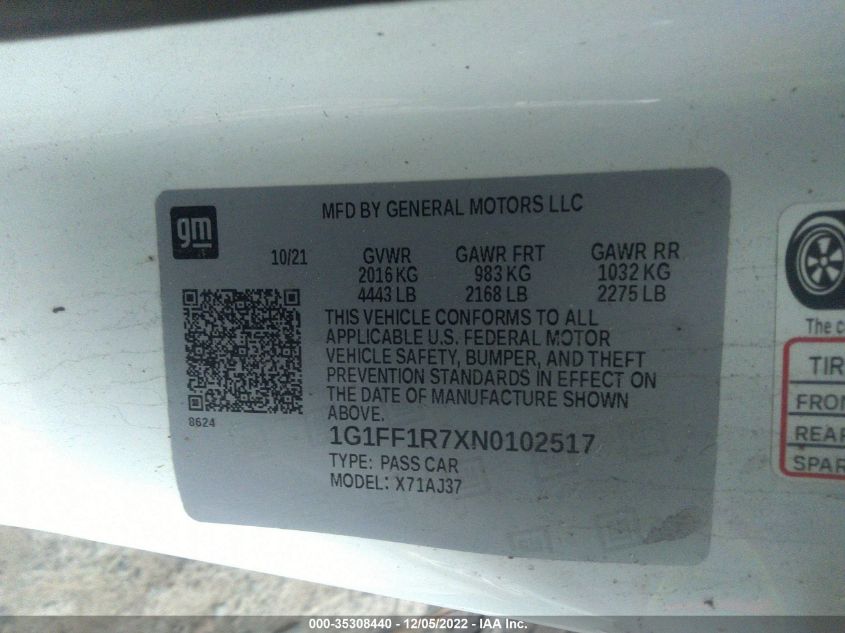 gm
MFD BY GENERAL MOTORS LLC
10/21 GVWR GAWR FRT GAWR RR
2016 KG 983 KG 1032 KG
4443 LB 2168 LB 2275 LB
THIS VEHICLE CONFORMS TO ALL
APPLICABLE U.S. FEDERAL MOTOR
VEHICLE SAFETY, BUMPER, AND THEFT
PREVENTION STANDARDS IN EFFECT ON
THE DATE OF MANUFACTURE SHOWN
ABOVE.
8624
1G1FF1R7XN0102517
TYPE: PASS CAR
MODEL: X71AJ37
The c
TIR
FRON
REAR
SPAR
000-35308440 - 12/05/2022 - IAA Inc.